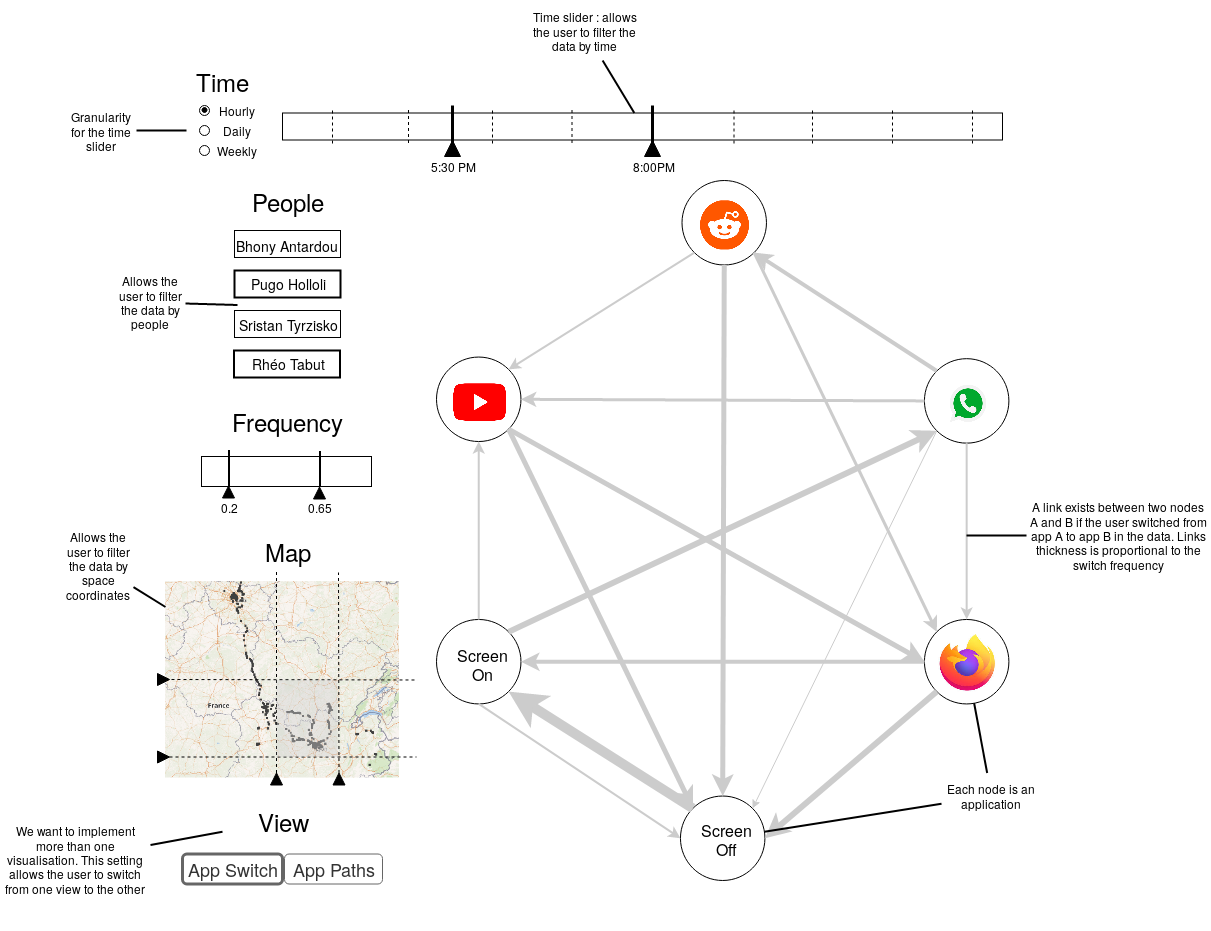 Time slider : allows
the user to filter the
data by time
Time
Hourly
Daily
Weekly
Granularity
for the time
slider
5:30 PM
8:00PM
People
Bhony Antardou
Pugo Holloli
Sristan Tyrzisko
Rhéo Tabut
Allows the
user to filter
the data by
people
Frequency
0.2
0.65
Allows the
user to filter
the data by
space
coordinates
Map
France
View
We want to implement
more than one
visualisation. This setting
allows the user to switch
from one view to the other
App Switch
App Paths
Screen
On
Screen
Off
A link exists between two nodes
A and B if the user switched from
app A to app B in the data. Links
thickness is proportional to the
switch frequency
Each node is an
application